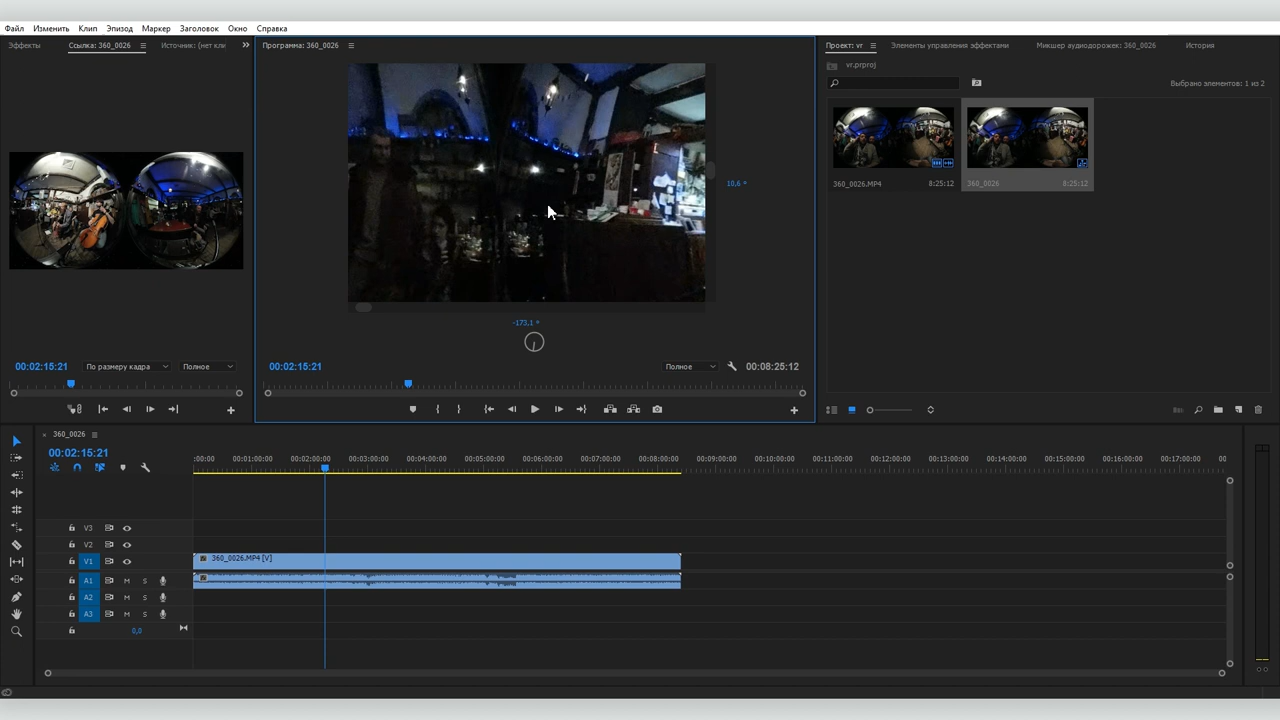 Файл Изменить Клип Эпизод Маркер Заголовок Окно Справка
Эффекты Ссылка: 360_0026 Источник: (нет кли
Программа: 360_0026
Проект: vr Элементы управления эффектами Микшер аудиодорожек: 360_0026 История
vr.prproj
Выбрано элементов: 1 из 2
360_0026.MP4 8:25:12
360_0026 8:25:12
10,6 °
-173,1 °
00:02:15:21 По размеру кадра Полное
00:02:15:21 Полное 00:08:25:12
360_0026
00:02:15:21
:00:00 00:01:00:00 00:02:00:00 00:03:00:00 00:04:00:00 00:05:00:00 00:06:00:00 00:07:00:00 00:08:00:00 00:09:00:00 00:10:00:00 00:11:00:00 00:12:00:00 00:13:00:00 00:14:00:00 00:15:00:00 00:16:00:00 00:17:00:00 00
V3
V2
V1 360_0026.MP4 [V]
A1 M S
A2 M S
A3 M S
0,0